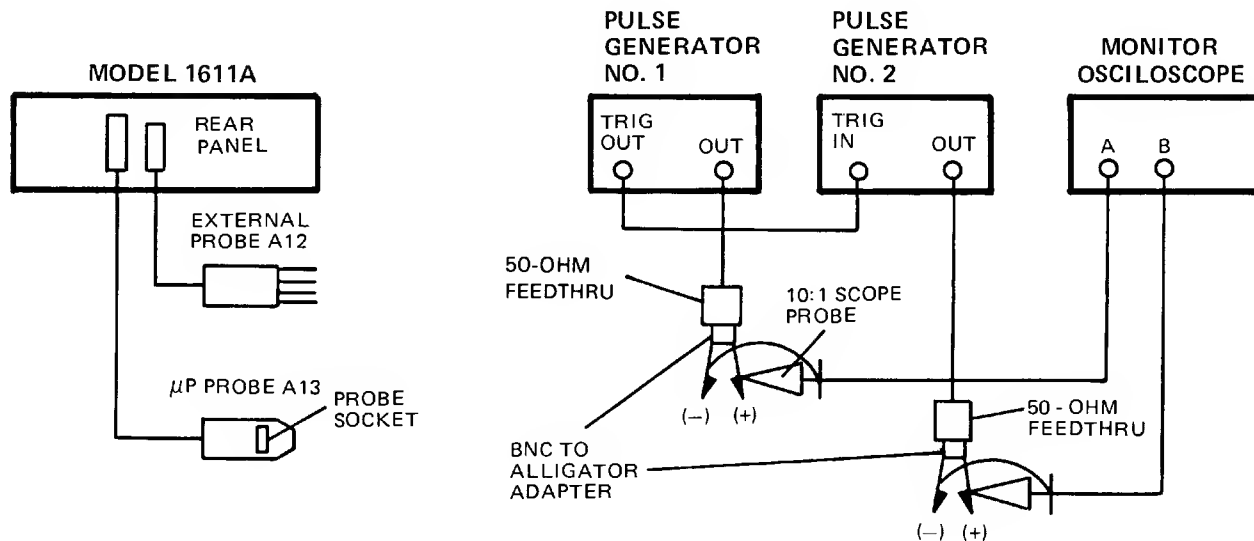 MODEL 1611A
REAR
PANEL
EXTERNAL
PROBE A12
μP PROBE A13
PROBE
SOCKET
PULSE
GENERATOR
NO. 1
TRIG
OUT
OUT
PULSE
GENERATOR
NO. 2
TRIG
IN
OUT
MONITOR
OSCILOSCOPE
A
B
50-OHM
FEEDTHRU
10:1 SCOPE
PROBE
(−)
(+)
50-OHM
FEEDTHRU
BNC TO
ALLIGATOR
ADAPTER
(−)
(+)